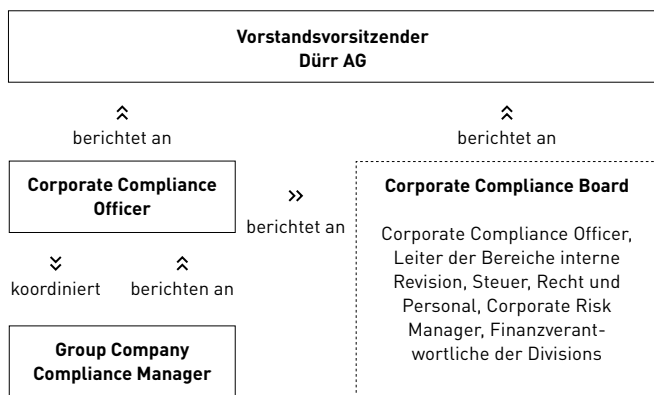 Vorstandsvorsitzender
Dürr AG
berichtet an
berichtet an
Corporate Compliance
Officer
berichtet an
Corporate Compliance Board
Corporate Compliance Officer,
Leiter der Bereiche interne
Revision, Steuer, Recht und
Personal, Corporate Risk
Manager, Finanzverant-
wortliche der Divisions
koordiniert
berichten an
Group Company
Compliance Manager